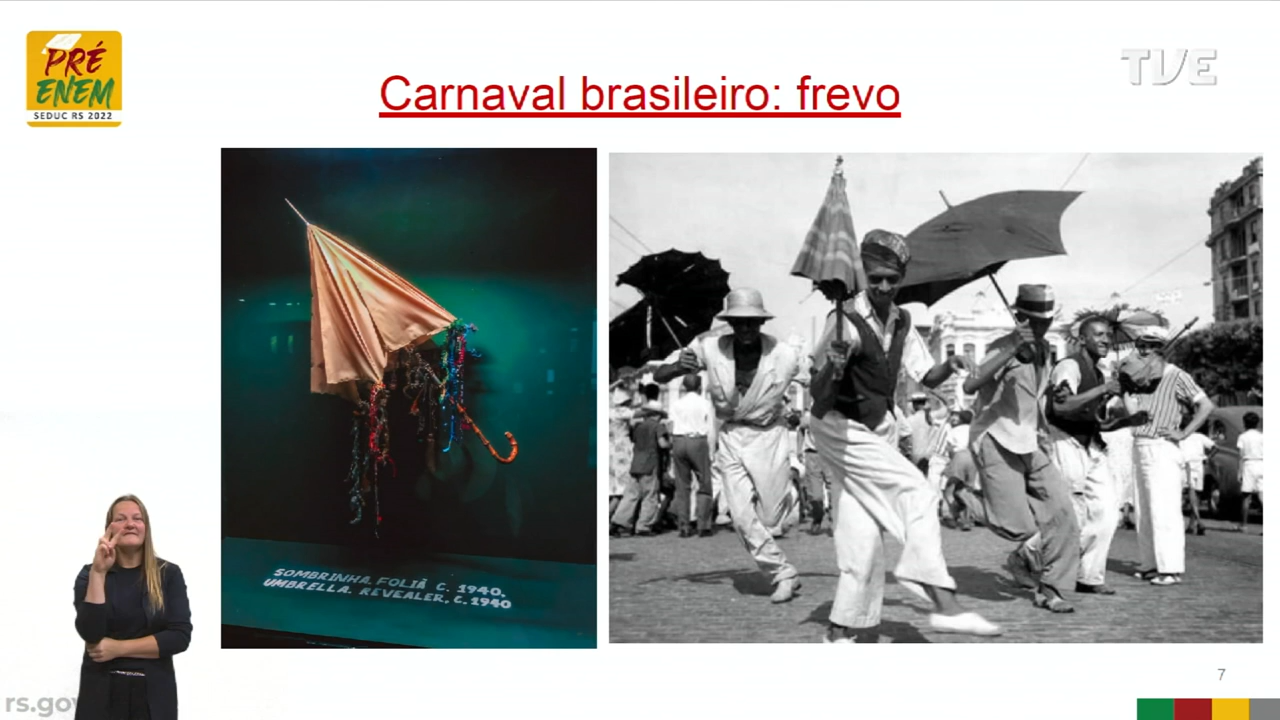 PRÉ
ENEM
SEDUC RS 2022
TVE
Carnaval brasileiro: frevo
SOMBRINHA, FOLIÃ C. 1940.
UMBRELLA. REVEALER, C. 1940
7
rs.gov